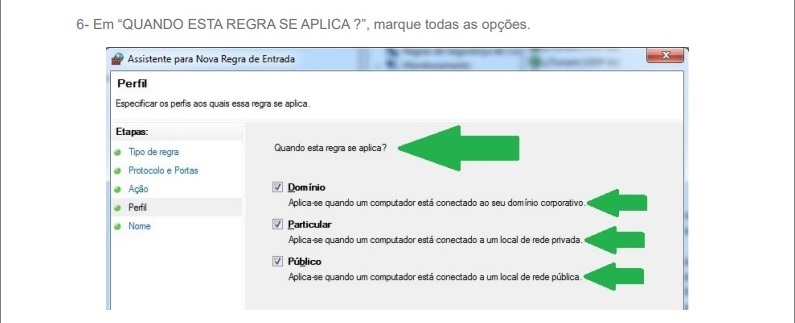 6- Em “QUANDO ESTA REGRA SE APLICA ?”, marque todas as opções.
Assistente para Nova Regra de Entrada
Perfil
Especificar os perfis aos quais essa regra se aplica.
Etapas:
Tipo de regra
Protocolo e Portas
Ação
Perfil
Nome
Quando esta regra se aplica?
Domínio
Aplica-se quando um computador está conectado ao seu domínio corporativo.
Particular
Aplica-se quando um computador está conectado a um local de rede privada.
Público
Aplica-se quando um computador está conectado a um local de rede pública.